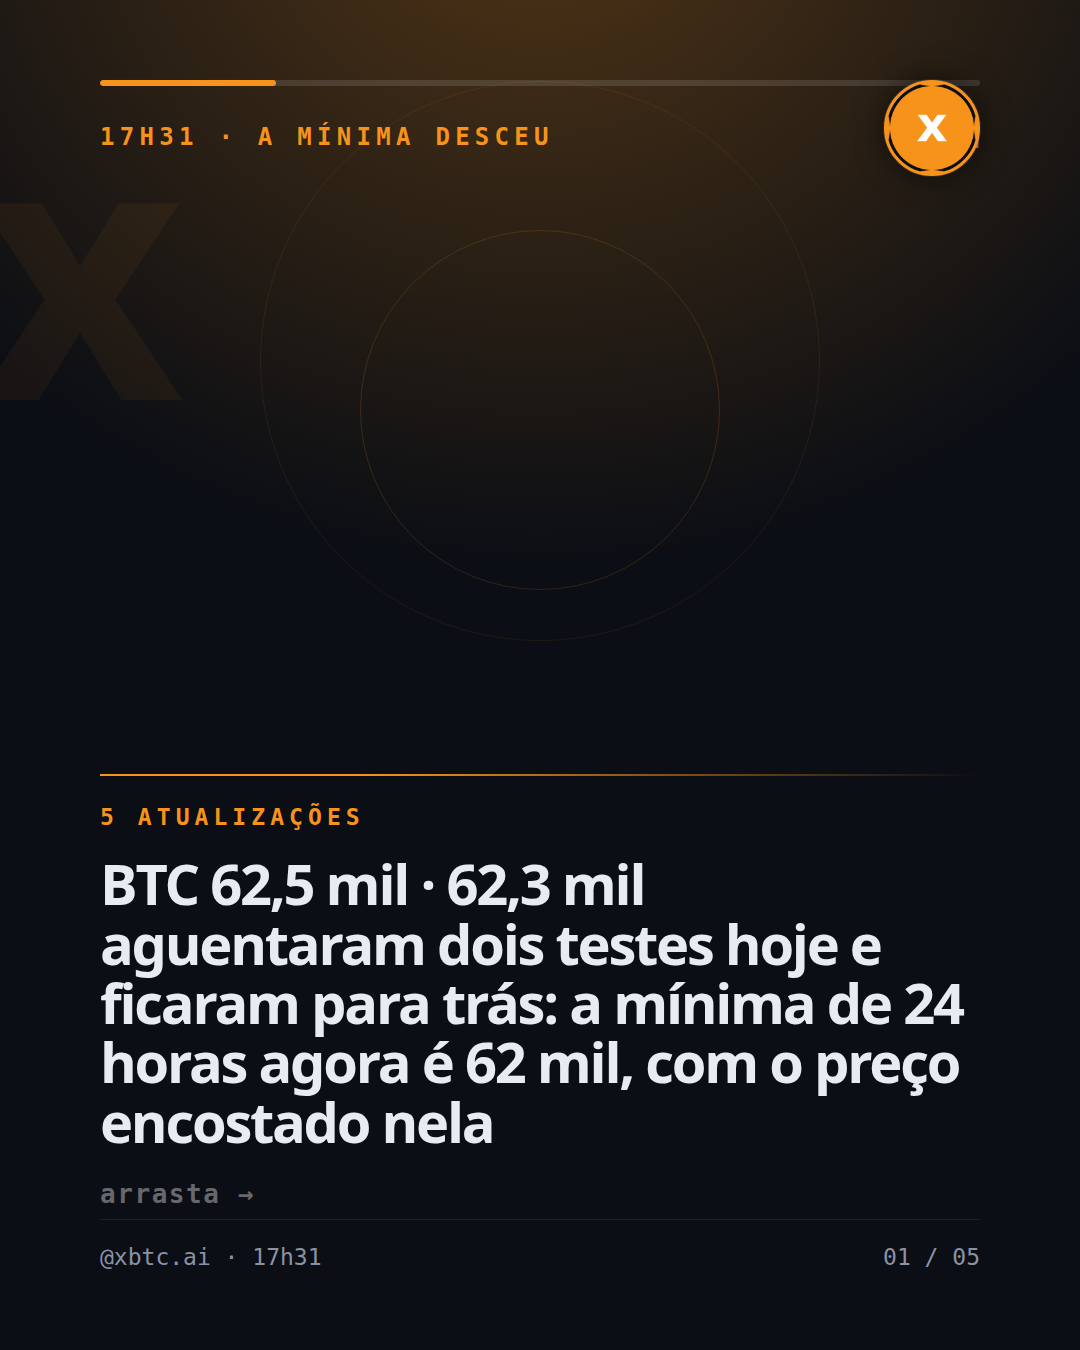 17H31 · A MÍNIMA DESCEU
X
X
5 ATUALIZAÇÕES
BTC 62,5 mil · 62,3 mil
aguentaram dois testes hoje e
ficaram para trás: a mínima de 24
horas agora é 62 mil, com o preço
encostado nela
arrasta →
@xbtc.ai · 17h31
01 / 05